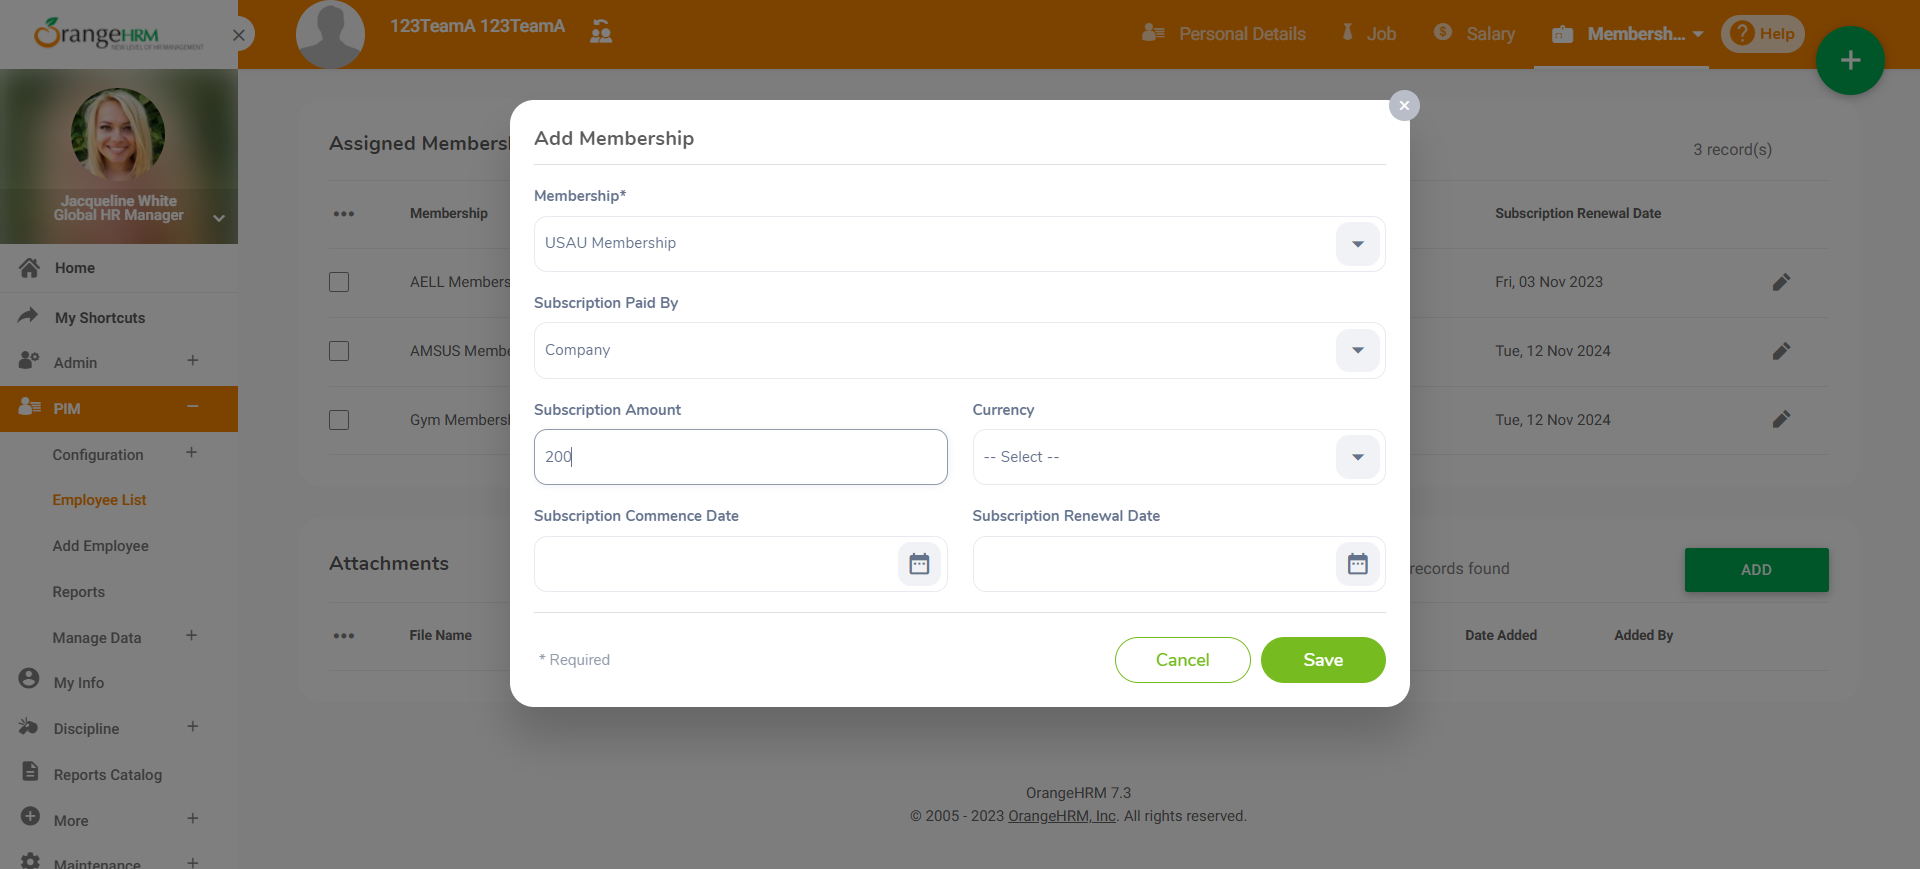 OrangeHRM
NEW LEVEL OF HR MANAGEMENT
123TeamA 123TeamA
Personal Details
Job
Salary
Membersh...
Help
Jacqueline White
Global HR Manager
Home
My Shortcuts
Admin
PIM
Configuration
Employee List
Add Employee
Reports
Manage Data
My Info
Discipline
Reports Catalog
More
Maintenance
Assigned Membersh
3 record(s)
Membership
Subscription Renewal Date
AELL Members
Fri, 03 Nov 2023
AMSUS Membe
Tue, 12 Nov 2024
Gym Membersh
Tue, 12 Nov 2024
Attachments
records found
ADD
File Name
Date Added
Added By
Add Membership
Membership*
USAU Membership
Subscription Paid By
Company
Subscription Amount
Currency
200
-- Select --
Subscription Commence Date
Subscription Renewal Date
* Required
Cancel
Save
OrangeHRM 7.3
© 2005 - 2023 OrangeHRM, Inc. All rights reserved.